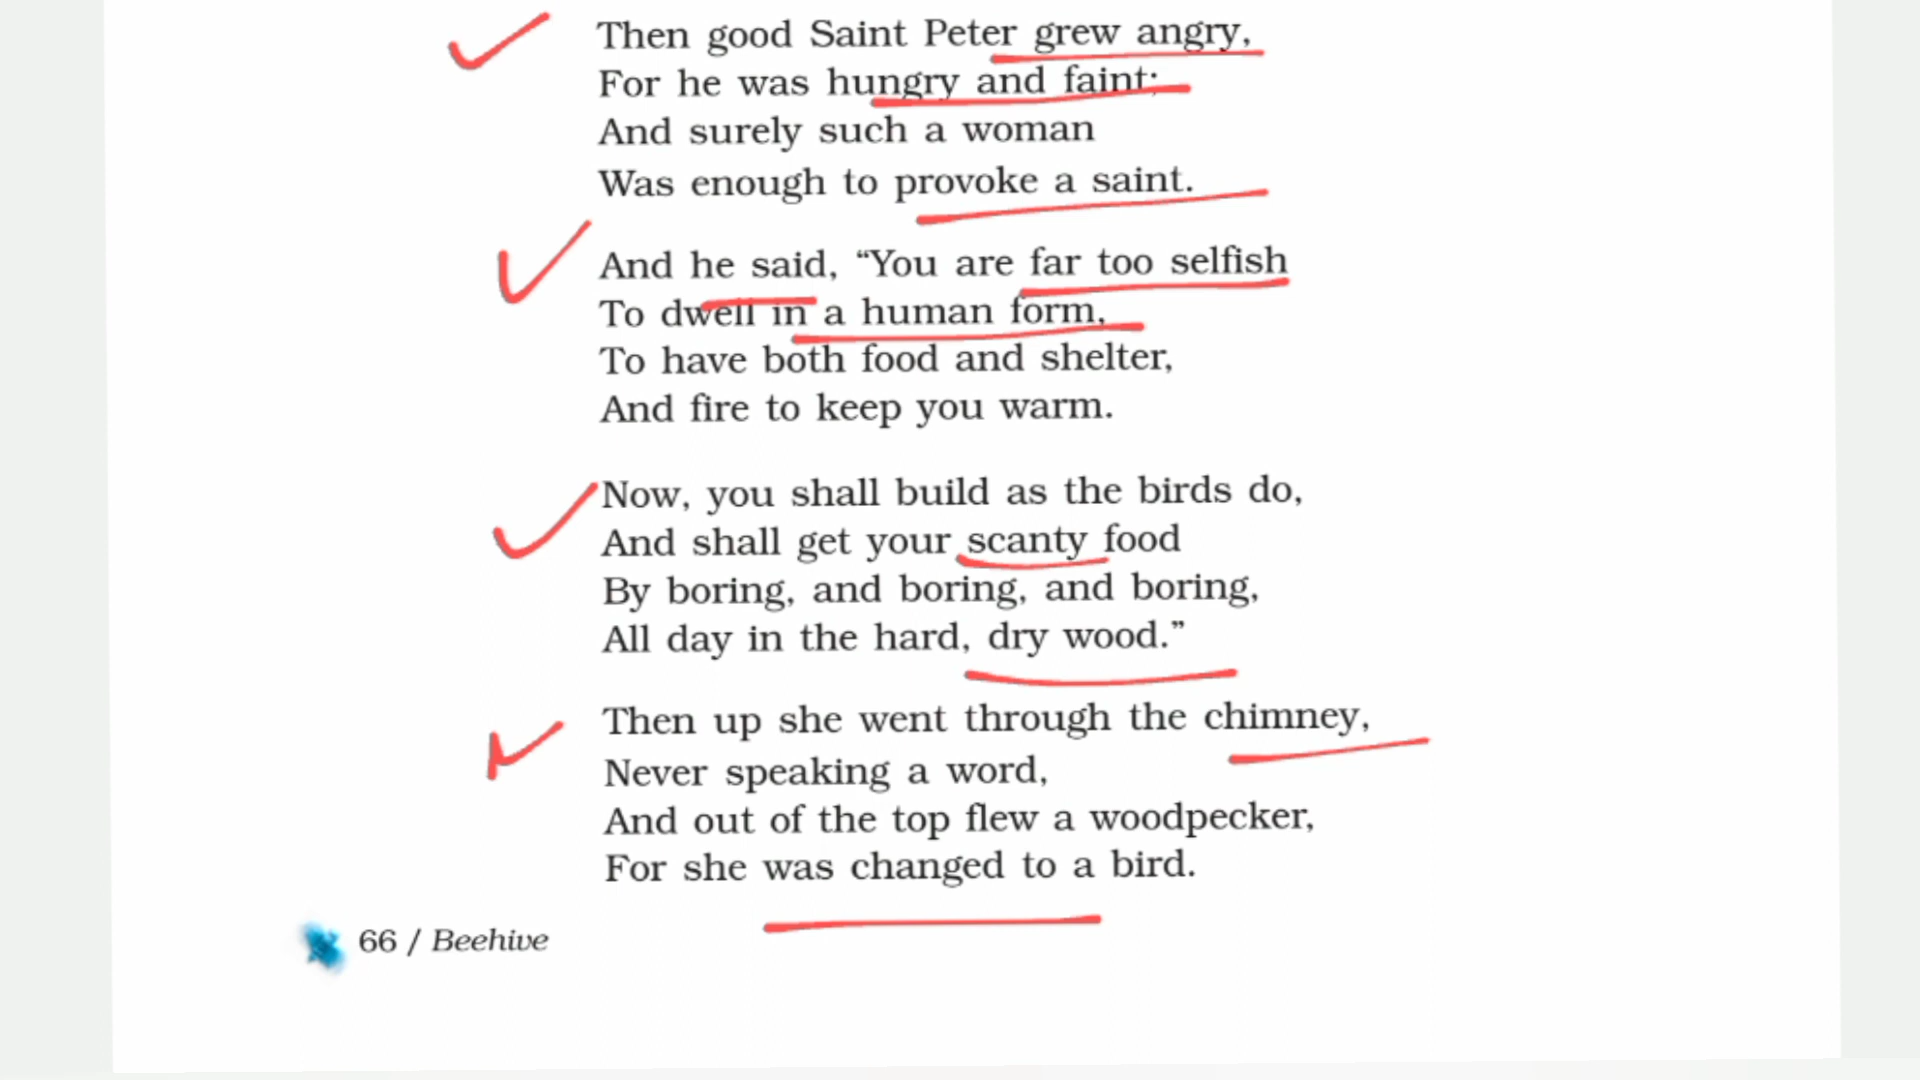 Then good Saint Peter grew angry,
For he was hungry and faint;
And surely such a woman
Was enough to provoke a saint.
And he said, “You are far too selfish
To dwell in a human form,
To have both food and shelter,
And fire to keep you warm.
Now, you shall build as the birds do,
And shall get your scanty food
By boring, and boring, and boring,
All day in the hard, dry wood.”
Then up she went through the chimney,
Never speaking a word,
And out of the top flew a woodpecker,
For she was changed to a bird.
66 / Beehive